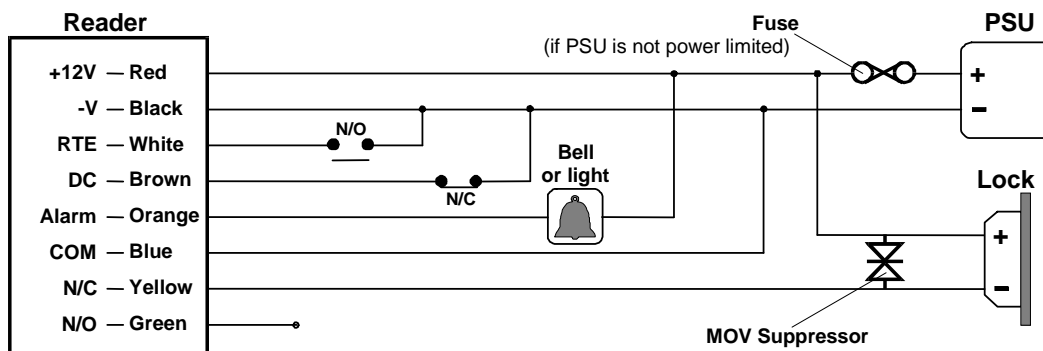 Reader
Fuse
PSU
(if PSU is not power limited)
+12V — Red
+
-V — Black
−
RTE — White
N/O
Bell
or light
DC — Brown
N/C
Lock
Alarm — Orange
+
COM — Blue
N/C — Yellow
−
N/O — Green
MOV Suppressor